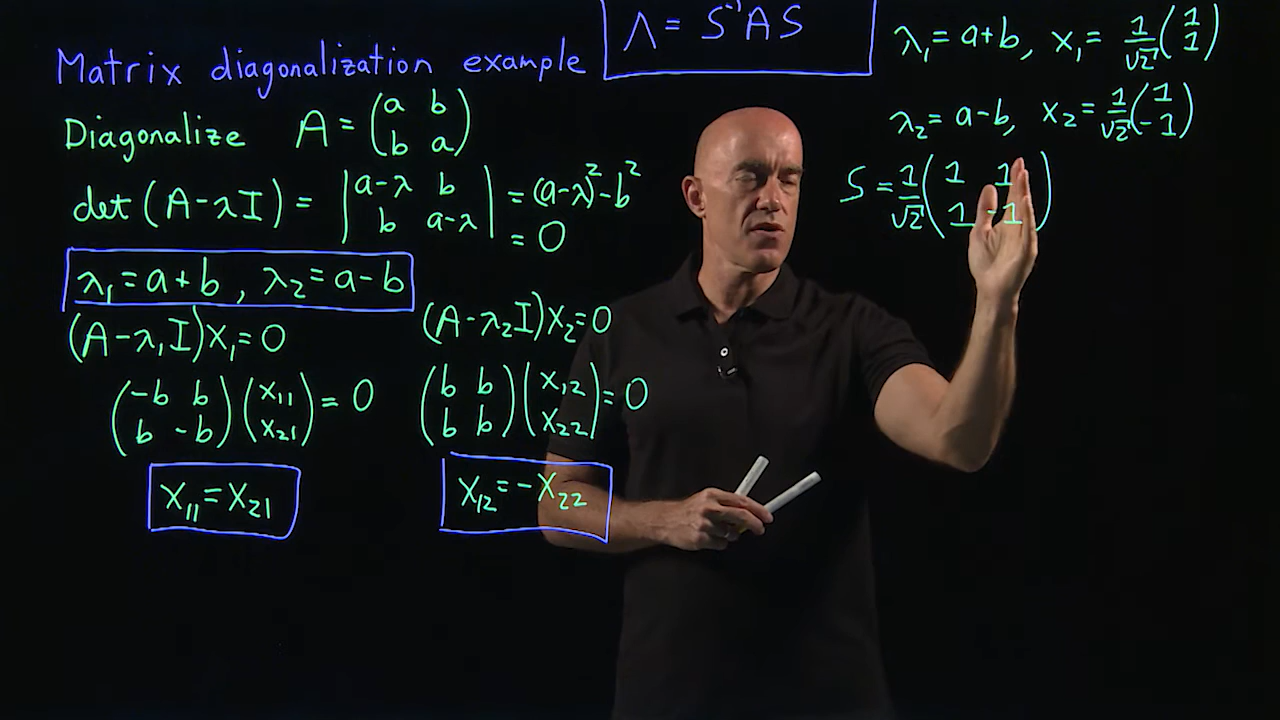 Matrix diagonalization example
Λ = S⁻¹AS
Diagonalize A = (a b
b a)
det(A-λI) = |a-λ b
b a-λ| = (a-λ)²-b²
= 0
λ₁ = a+b, λ₂ = a-b
(A-λ₁I)x₁ = 0
(-b b
b -b) (x₁₁
x₂₁) = 0
x₁₁ = x₂₁
(A-λ₂I)x₂ = 0
(b b
b b) (x₁₂
x₂₂) = 0
x₁₂ = -x₂₂
λ₁ = a+b, x₁ = 1/√2 (1
1)
λ₂ = a-b, x₂ = 1/√2 (1
-1)
S = 1/√2 (1 1
1 -1)